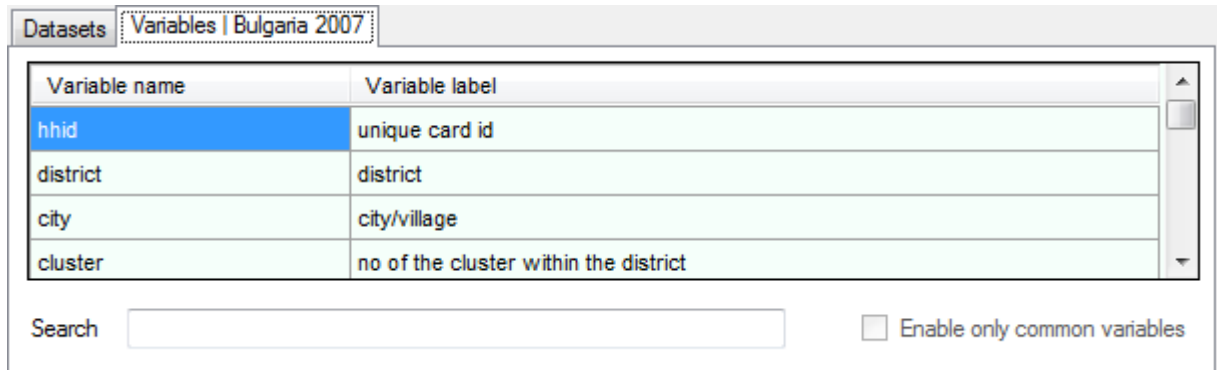 Datasets Variables | Bulgaria 2007
Variable name Variable label
hhid unique card id
district district
city city/village
cluster no of the cluster within the district
Search Enable only common variables